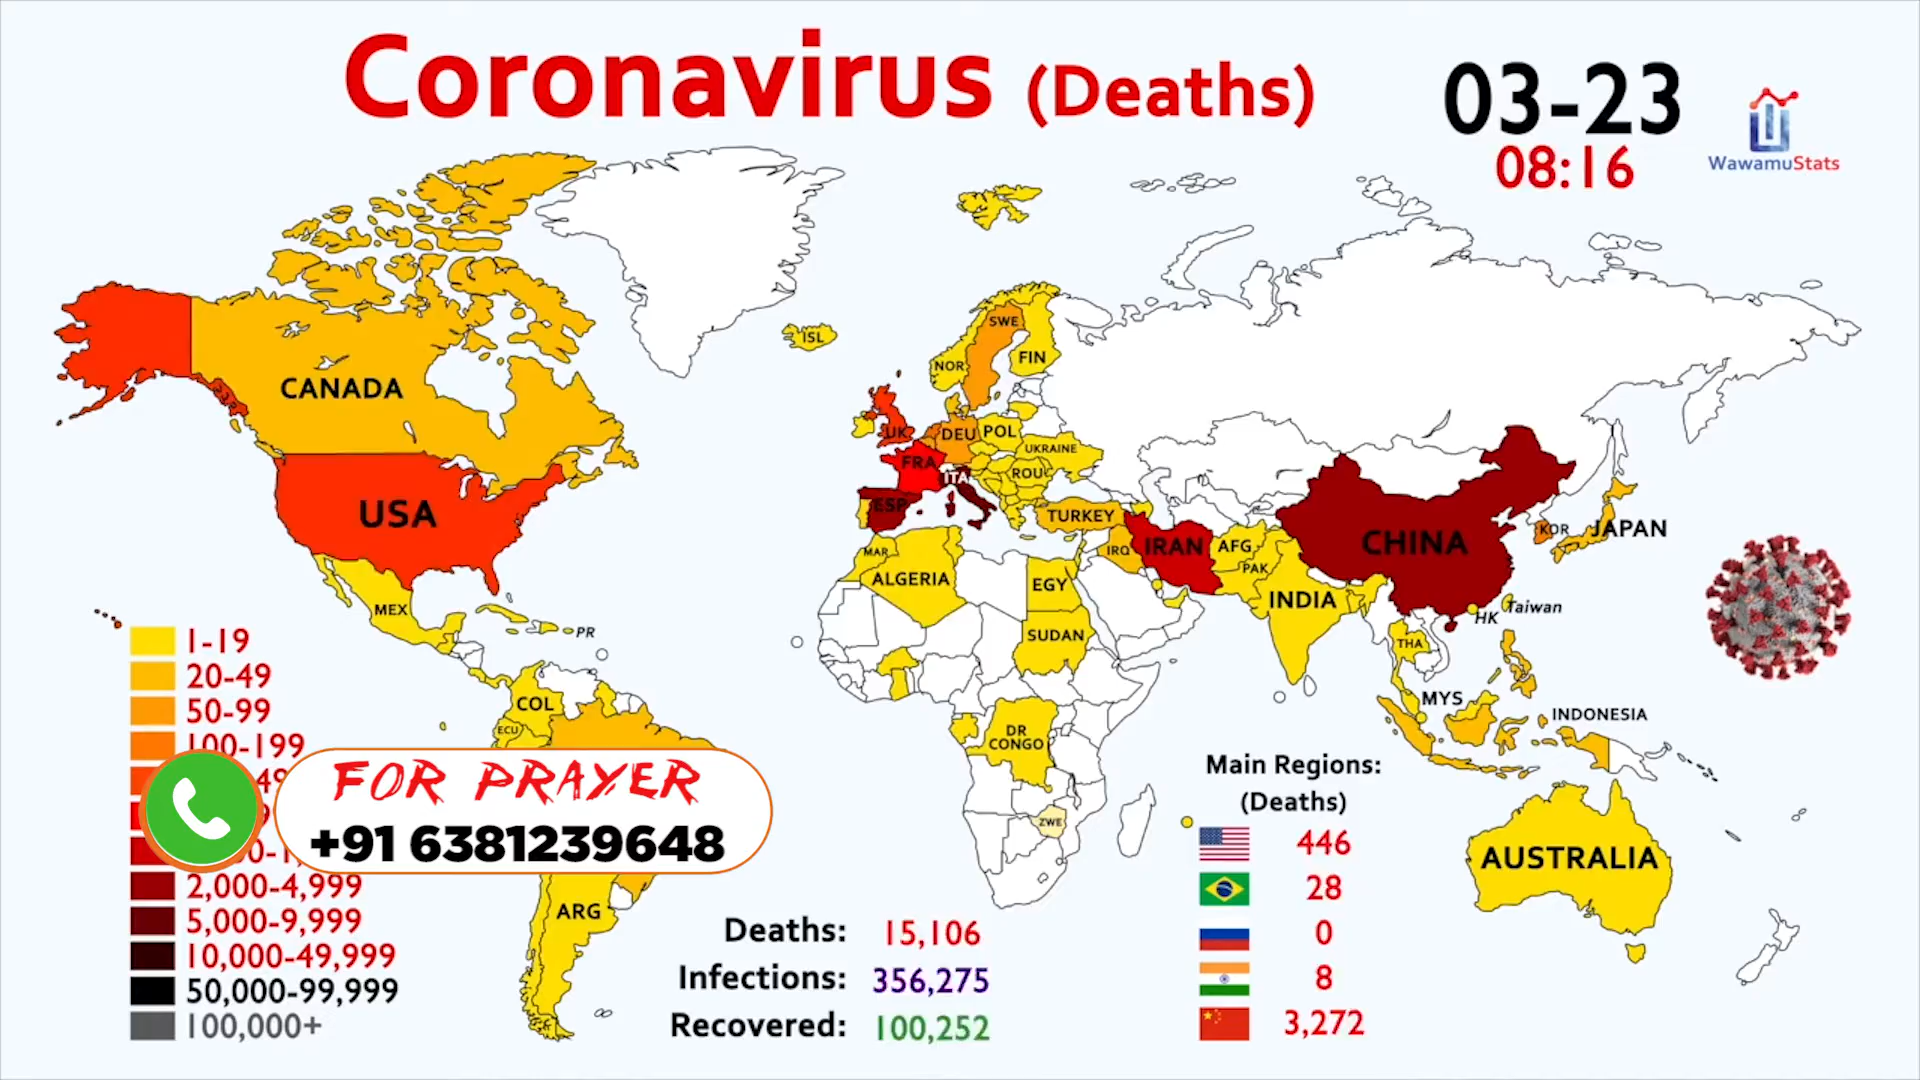 Coronavirus (Deaths)
03-23
08:16
WawamuStats
CANADA
USA
MEX
PR
COL
ECU
ARG
ISL
NOR
SWE
FIN
UK
DEU
POL
FRA
UKRAINE
ITA
ROU
ESP
TURKEY
MAR
ALGERIA
EGY
SUDAN
DR
CONGO
ZWE
IRQ
IRAN
AFG
PAK
INDIA
CHINA
KOR
JAPAN
HK
Taiwan
THA
MYS
INDONESIA
AUSTRALIA
1-19
20-49
50-99
100-199
2,000-4,999
5,000-9,999
10,000-49,999
50,000-99,999
100,000+
FOR PRAYER
+91 6381239648
Deaths: 15,106
Infections: 356,275
Recovered: 100,252
Main Regions:
(Deaths)
446
28
0
8
3,272